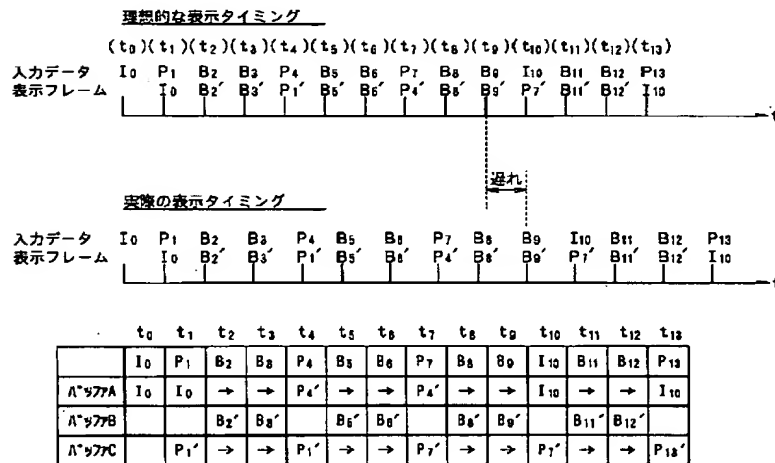 理想的な表示タイミング
(t0)(t1)(t2)(t3)(t4)(t5)(t6)(t7)(t8)(t9)(t10)(t11)(t12)(t13)
入力データ I0 P1 B2 B3 P4 B5 B6 P7 B8 B9 I10 B11 B12 P13
表示フレーム I0 B2′ B3′ P1′ B5′ B6′ P4′ B8′ B9′ P7′ B11′ B12′ I10
t
遅れ
実際の表示タイミング
入力データ I0 P1 B2 B3 P4 B5 B6 P7 B8 B9 I10 B11 B12 P13
表示フレーム I0 B2′ B3′ P1′ B5′ B6′ P4′ B8′ B9′ P7′ B11′ B12′ I10
t
t0 t1 t2 t3 t4 t5 t6 t7 t8 t9 t10 t11 t12 t13
I0 P1 B2 B3 P4 B5 B6 P7 B8 B9 I10 B11 B12 P13
バッファA I0 I0 → → P4′ → → P4′ → → I10 → → I10
バッファB B2′ B3′ B5′ B6′ B8′ B9′ B11′ B12′
バッファC P1′ → → P1′ → → P7′ → → P7′ → → P13′